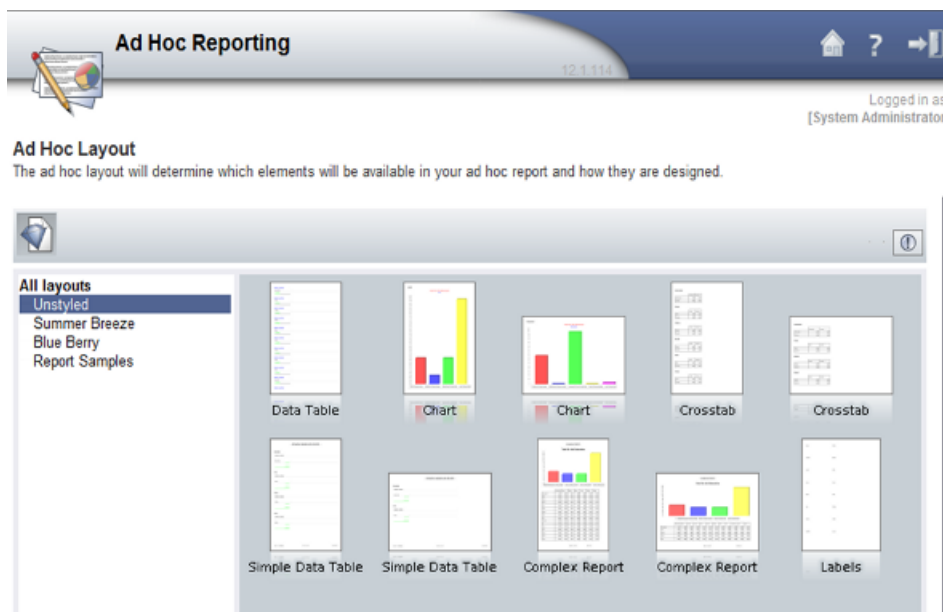 Ad Hoc Reporting
12.1.114
?
Logged in as
[System Administrator
Ad Hoc Layout
The ad hoc layout will determine which elements will be available in your ad hoc report and how they are designed.
All layouts
Unstyled
Summer Breeze
Blue Berry
Report Samples
Data Table
Chart
Chart
Crosstab
Crosstab
Simple Data Table
Simple Data Table
Complex Report
Complex Report
Labels